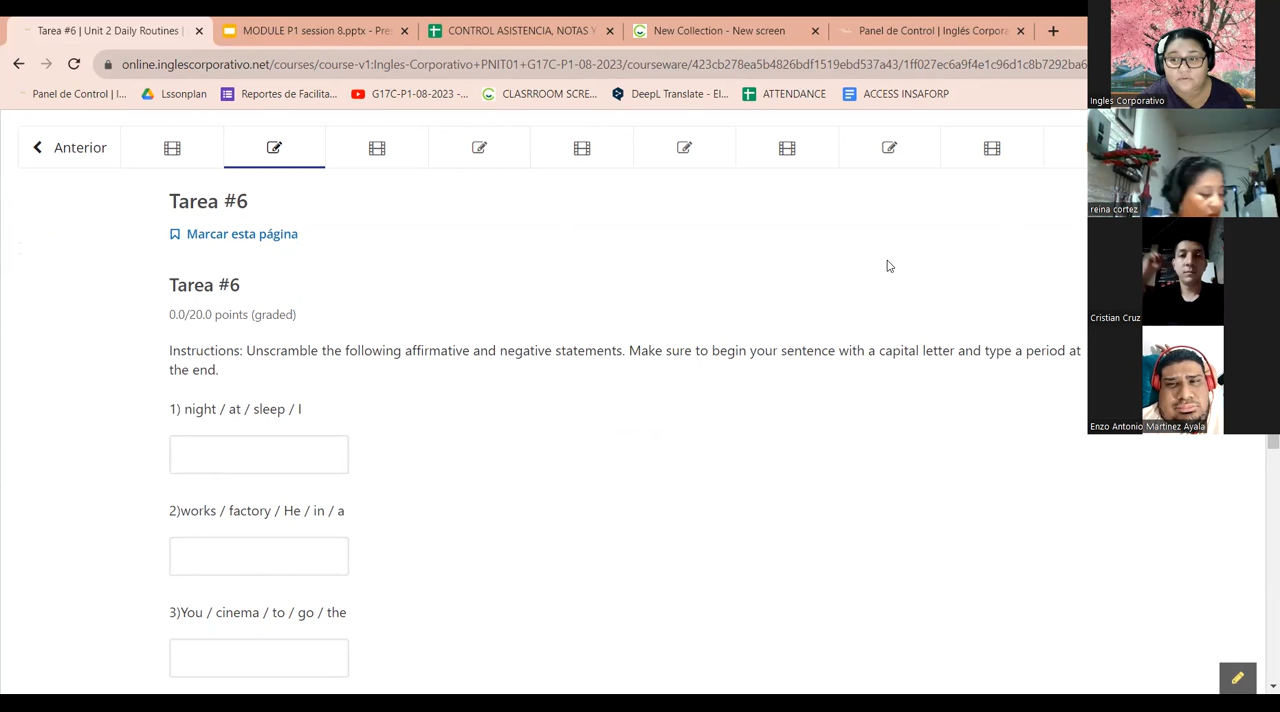 Tarea #6 | Unit 2 Daily Routines |
MODULE P1 session 8.pptx - Pre
CONTROL ASISTENCIA, NOTAS Y
New Collection - New screen
Panel de Control | Inglés Corpora
online.inglescorporativo.net/courses/course-v1:Ingles-Corporativo+PNIT01+G17C-P1-08-2023/courseware/423cb278ea5b4826bdf1519ebd537a43/1ff027ec6a9f4e1c96d1c8b7292ba6
Panel de Control | I...
Lssonplan
Reportes de Facilita...
G17C-P1-08-2023 -...
CLASRROOM SCRE...
DeepL Translate - El...
ATTENDANCE
ACCESS INSAFORP
Anterior
Tarea #6
Marcar esta página
Tarea #6
0.0/20.0 points (graded)
Instructions: Unscramble the following affirmative and negative statements. Make sure to begin your sentence with a capital letter and type a period at
the end.
1) night / at / sleep / I
2)works / factory / He / in / a
3)You / cinema / to / go / the
Ingles Corporativo
reina cortez
Cristian Cruz
Enzo Antonio Martinez Ayala